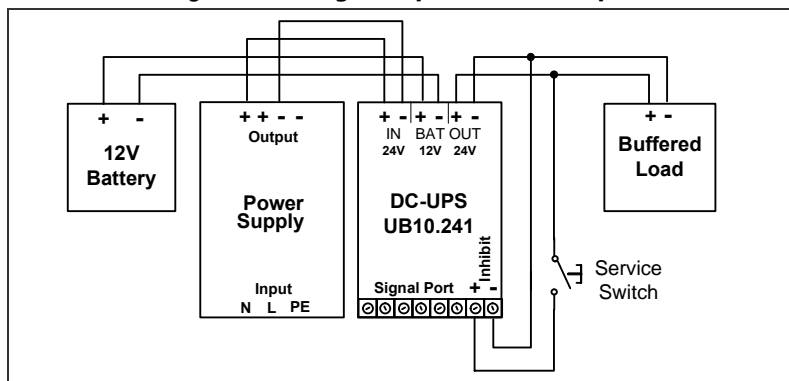 + -
12V
Battery
+ + - -
Output
Power
Supply
Input
N L PE
+ - + - + -
IN BAT OUT
24V 12V 24V
DC-UPS
UB10.241
Inhibit
Signal Port + -
+ -
Buffered
Load
Service
Switch